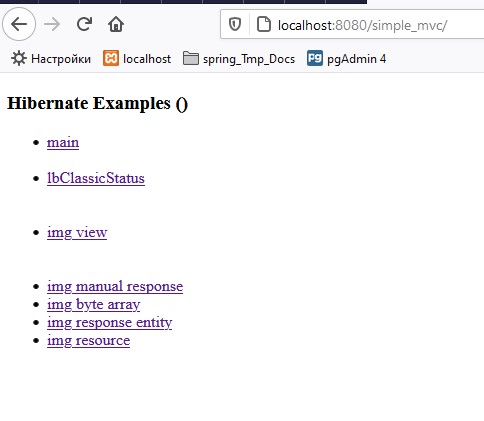 localhost:8080/simple_mvc/
Настройки localhost spring_Tmp_Docs pgAdmin 4
Hibernate Examples ()
main
lbClassicStatus
img view
img manual response
img byte array
img response entity
img resource